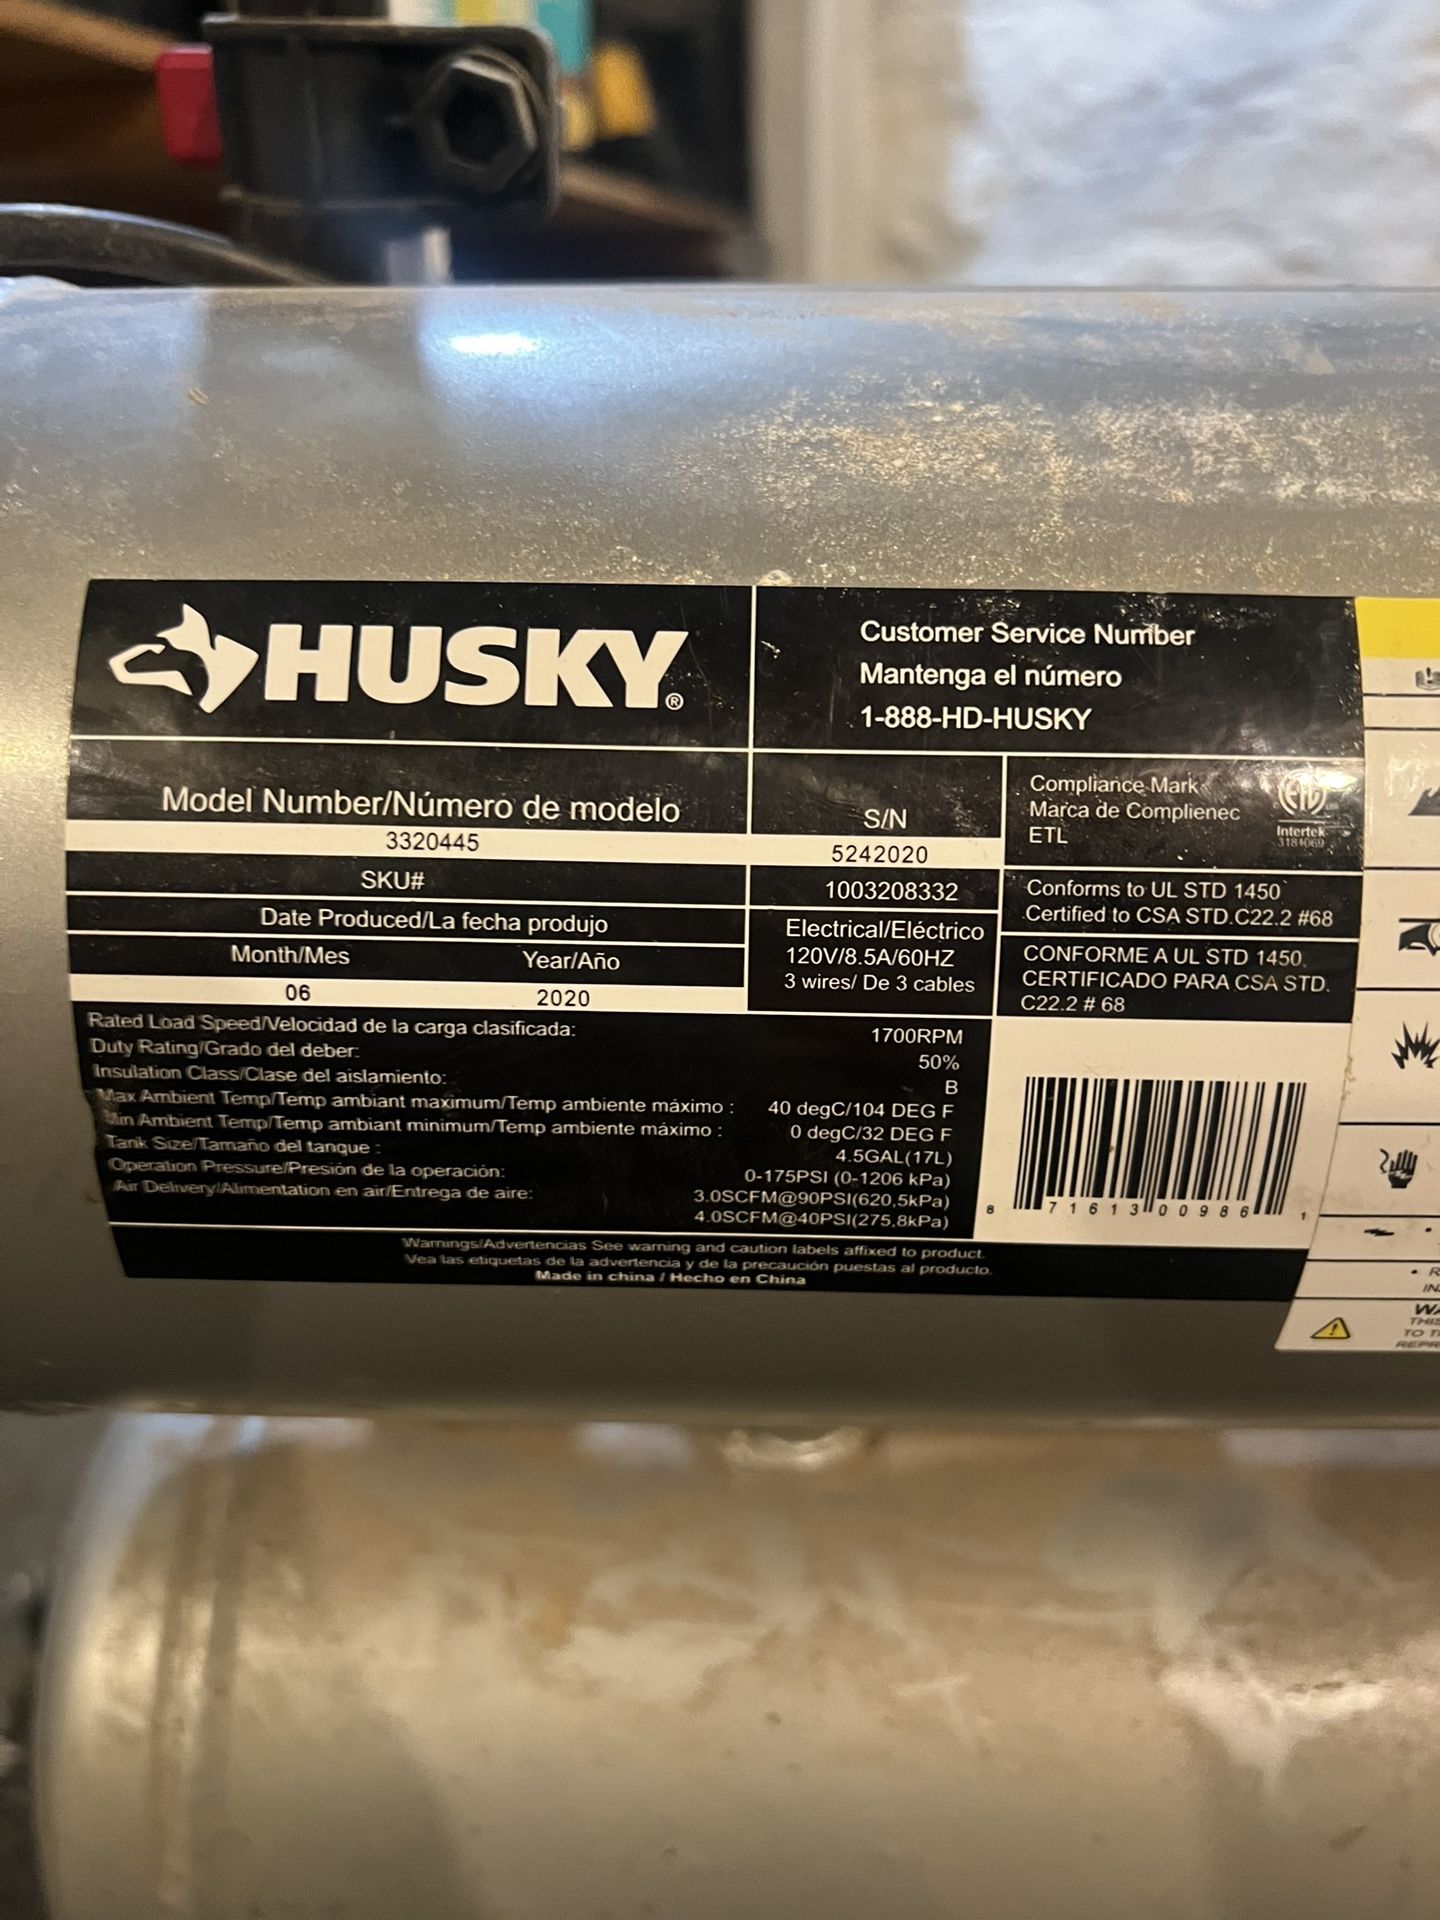 HUSKY®
Customer Service Number
Mantenga el número
1-888-HD-HUSKY
Model Number/Número de modelo
3320445
S/N
5242020
Compliance Mark
Marca de Complienec
ETL
ETL
Intertek
3184069
SKU#
1003208332
Conforms to UL STD 1450
Certified to CSA STD.C22.2 #68
Date Produced/La fecha produjo
Month/Mes Year/Año
06 2020
Electrical/Eléctrico
120V/8.5A/60HZ
3 wires/ De 3 cables
CONFORME A UL STD 1450,
CERTIFICADO PARA CSA STD.
C22.2 # 68
Rated Load Speed/Velocidad de la carga clasificada: 1700RPM
Duty Rating/Grado del deber: 50%
Insulation Class/Clase del aislamiento: B
Max Ambient Temp/Temp ambiant maximum/Temp ambiente máximo : 40 degC/104 DEG F
Min Ambient Temp/Temp ambiant minimum/Temp ambiente máximo : 0 degC/32 DEG F
Tank Size/Tamaño del tanque : 4.5GAL(17L)
Operation Pressure/Presión de la operación: 0-175PSI (0-1206 kPa)
Air Delivery/Alimentation en air/Entrega de aire: 3.0SCFM@90PSI(620,5kPa)
4.0SCFM@40PSI(275,8kPa)
8 71613 00986 1
Warnings/Advertencias See warning and caution labels affixed to product.
Vea las etiquetas de la advertencia y de la precaución puestas al producto.
Made in china / Hecho en China